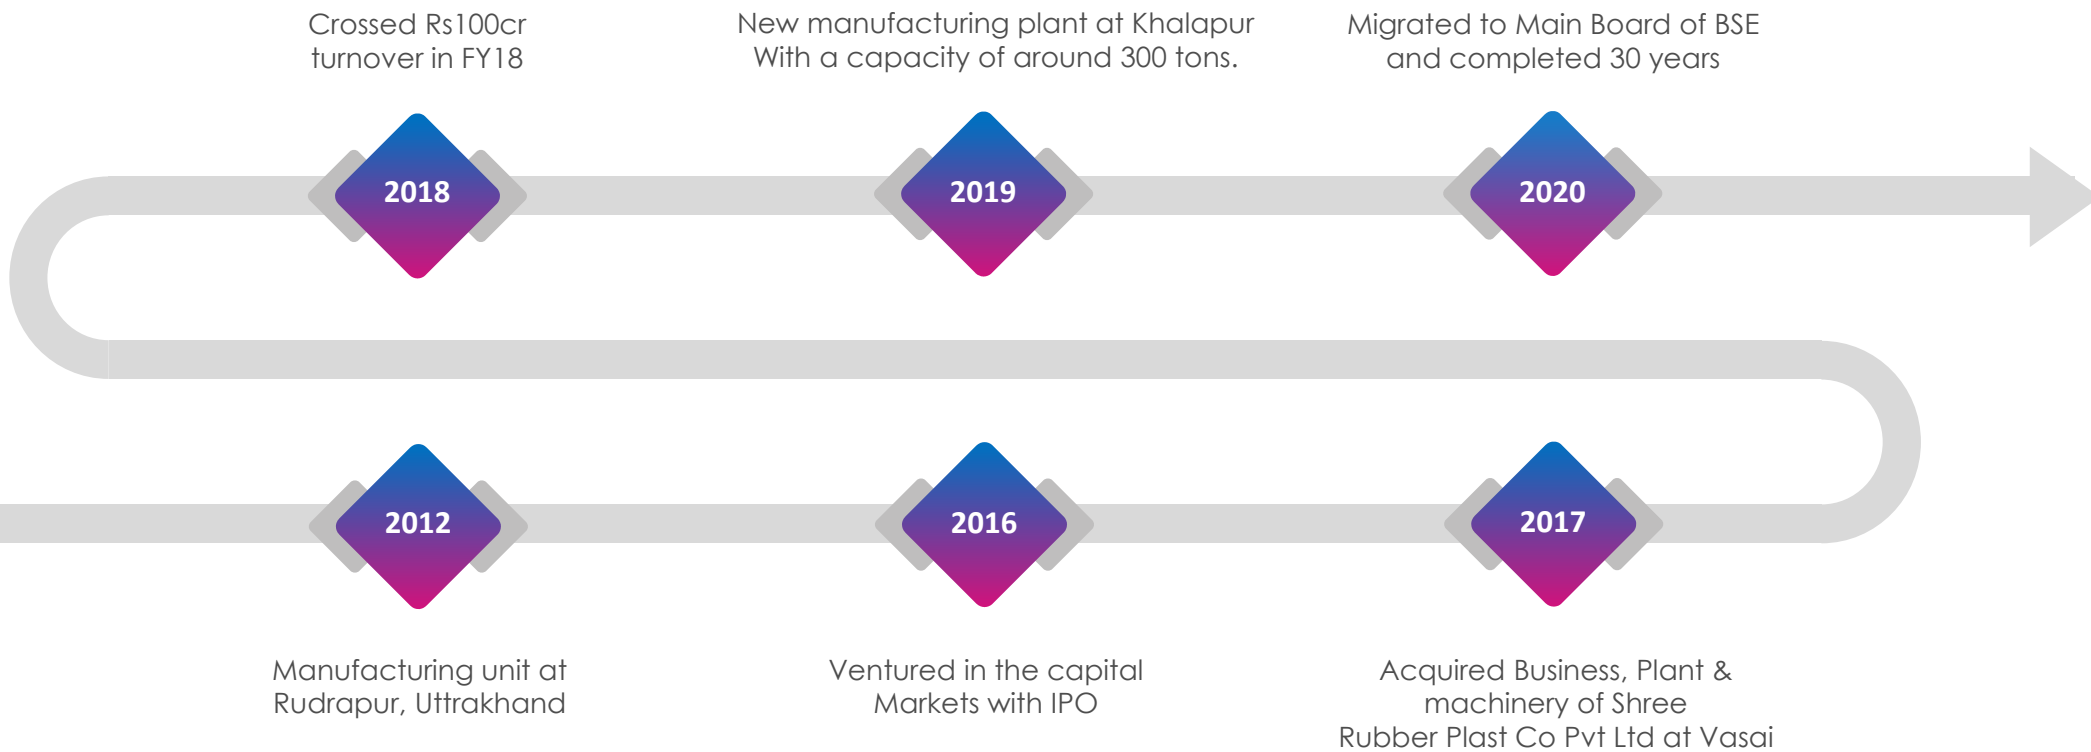 Crossed Rs100cr
turnover in FY18
New manufacturing plant at Khalapur
With a capacity of around 300 tons.
Migrated to Main Board of BSE
and completed 30 years
2018
2019
2020
2012
2016
2017
Manufacturing unit at
Rudrapur, Uttrakhand
Ventured in the capital
Markets with IPO
Acquired Business, Plant &
machinery of Shree
Rubber Plast Co Pvt Ltd at Vasai